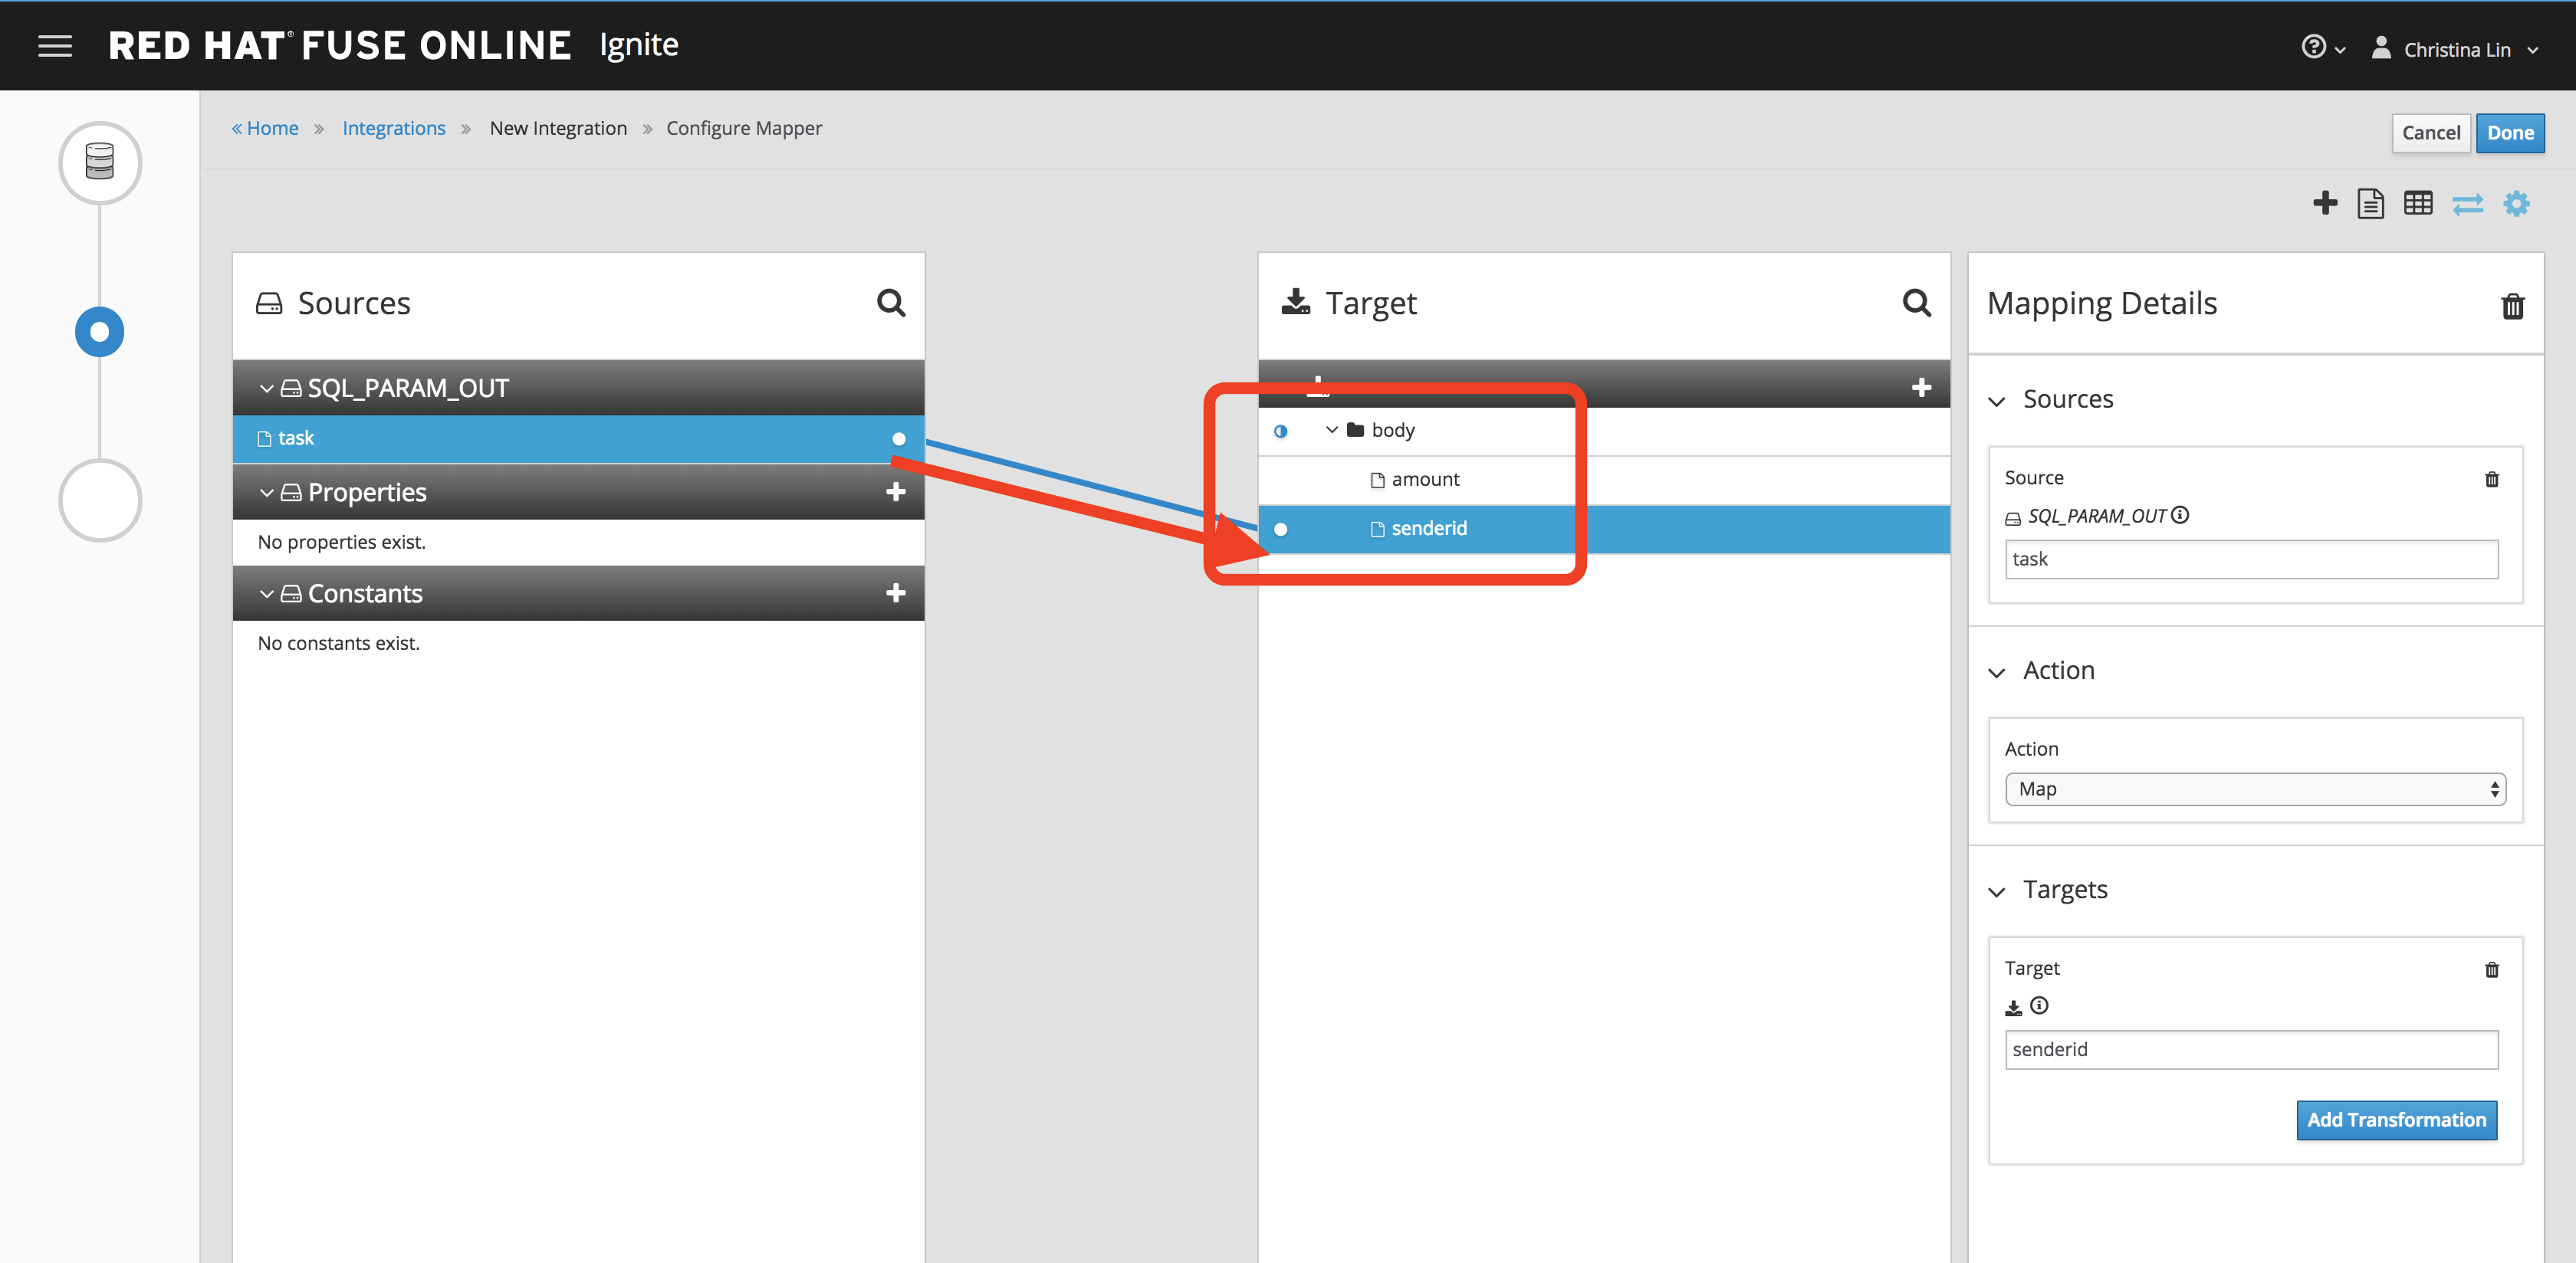 RED HAT® FUSE ONLINE Ignite
Christina Lin
« Home » Integrations » New Integration » Configure Mapper
Cancel Done
Sources
SQL_PARAM_OUT
task
Properties
No properties exist.
Constants
No constants exist.
Target
body
amount
senderid
Mapping Details
Sources
Source
SQL_PARAM_OUT
task
Action
Action
Map
Targets
Target
senderid
Add Transformation